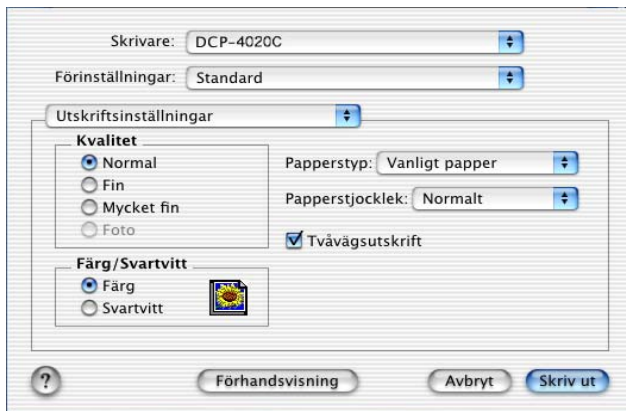 Skrivare: DCP-4020C
Förinställningar: Standard
Utskriftsinställningar
Kvalitet
Normal
Fin
Mycket fin
Foto
Papperstyp: Vanligt papper
Papperstjocklek: Normalt
Tvåvägsutskrift
Färg/Svartvitt
Färg
Svartvitt
?
Förhandsvisning
Avbryt
Skriv ut